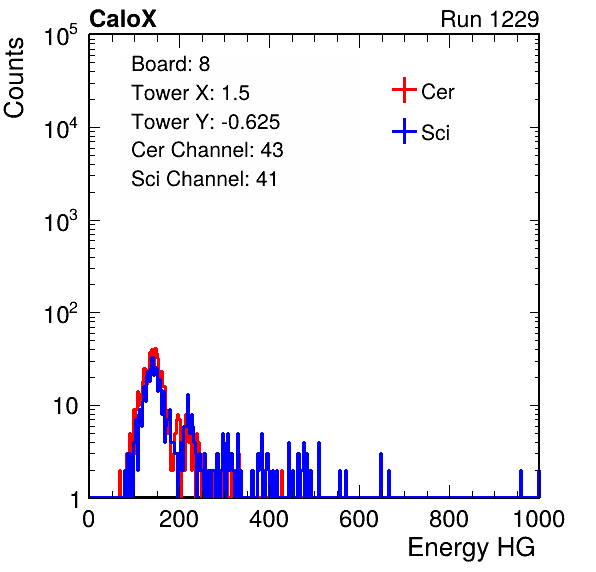 CaloX Run 1229
Counts
Board: 8
Tower X: 1.5
Tower Y: -0.625
Cer Channel: 43
Sci Channel: 41
Cer
Sci
10^5
10^4
10^3
10^2
10
1
0 200 400 600 800 1000
Energy HG